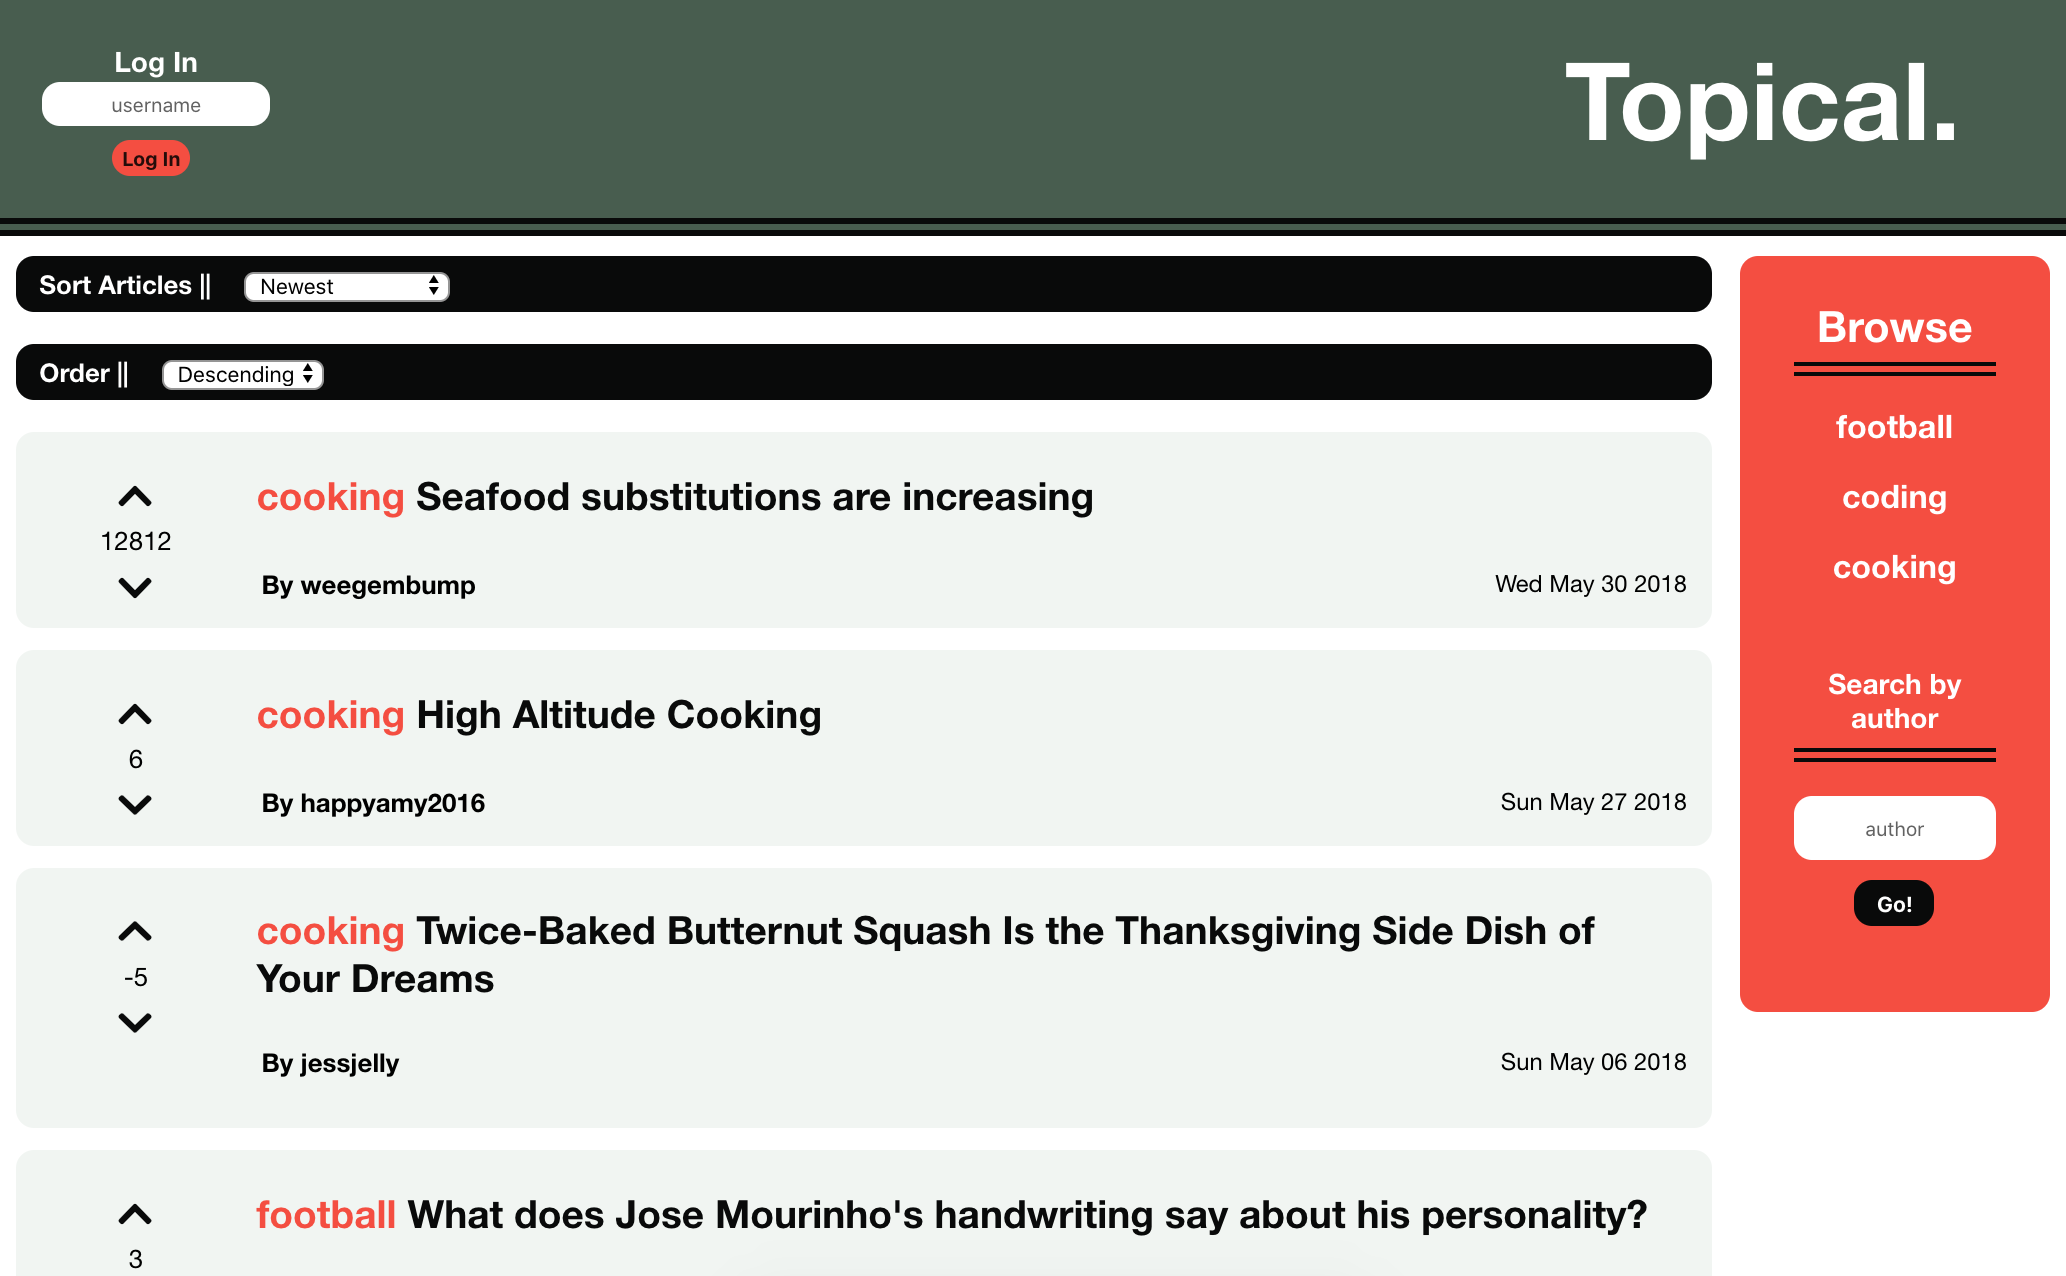 Log In
username
Log In
Topical.
Sort Articles || Newest
Order || Descending
12812
cooking Seafood substitutions are increasing
By weegembump
Wed May 30 2018
6
cooking High Altitude Cooking
By happyamy2016
Sun May 27 2018
-5
cooking Twice-Baked Butternut Squash Is the Thanksgiving Side Dish of
Your Dreams
By jessjelly
Sun May 06 2018
3
football What does Jose Mourinho's handwriting say about his personality?
Browse
football
coding
cooking
Search by
author
author
Go!